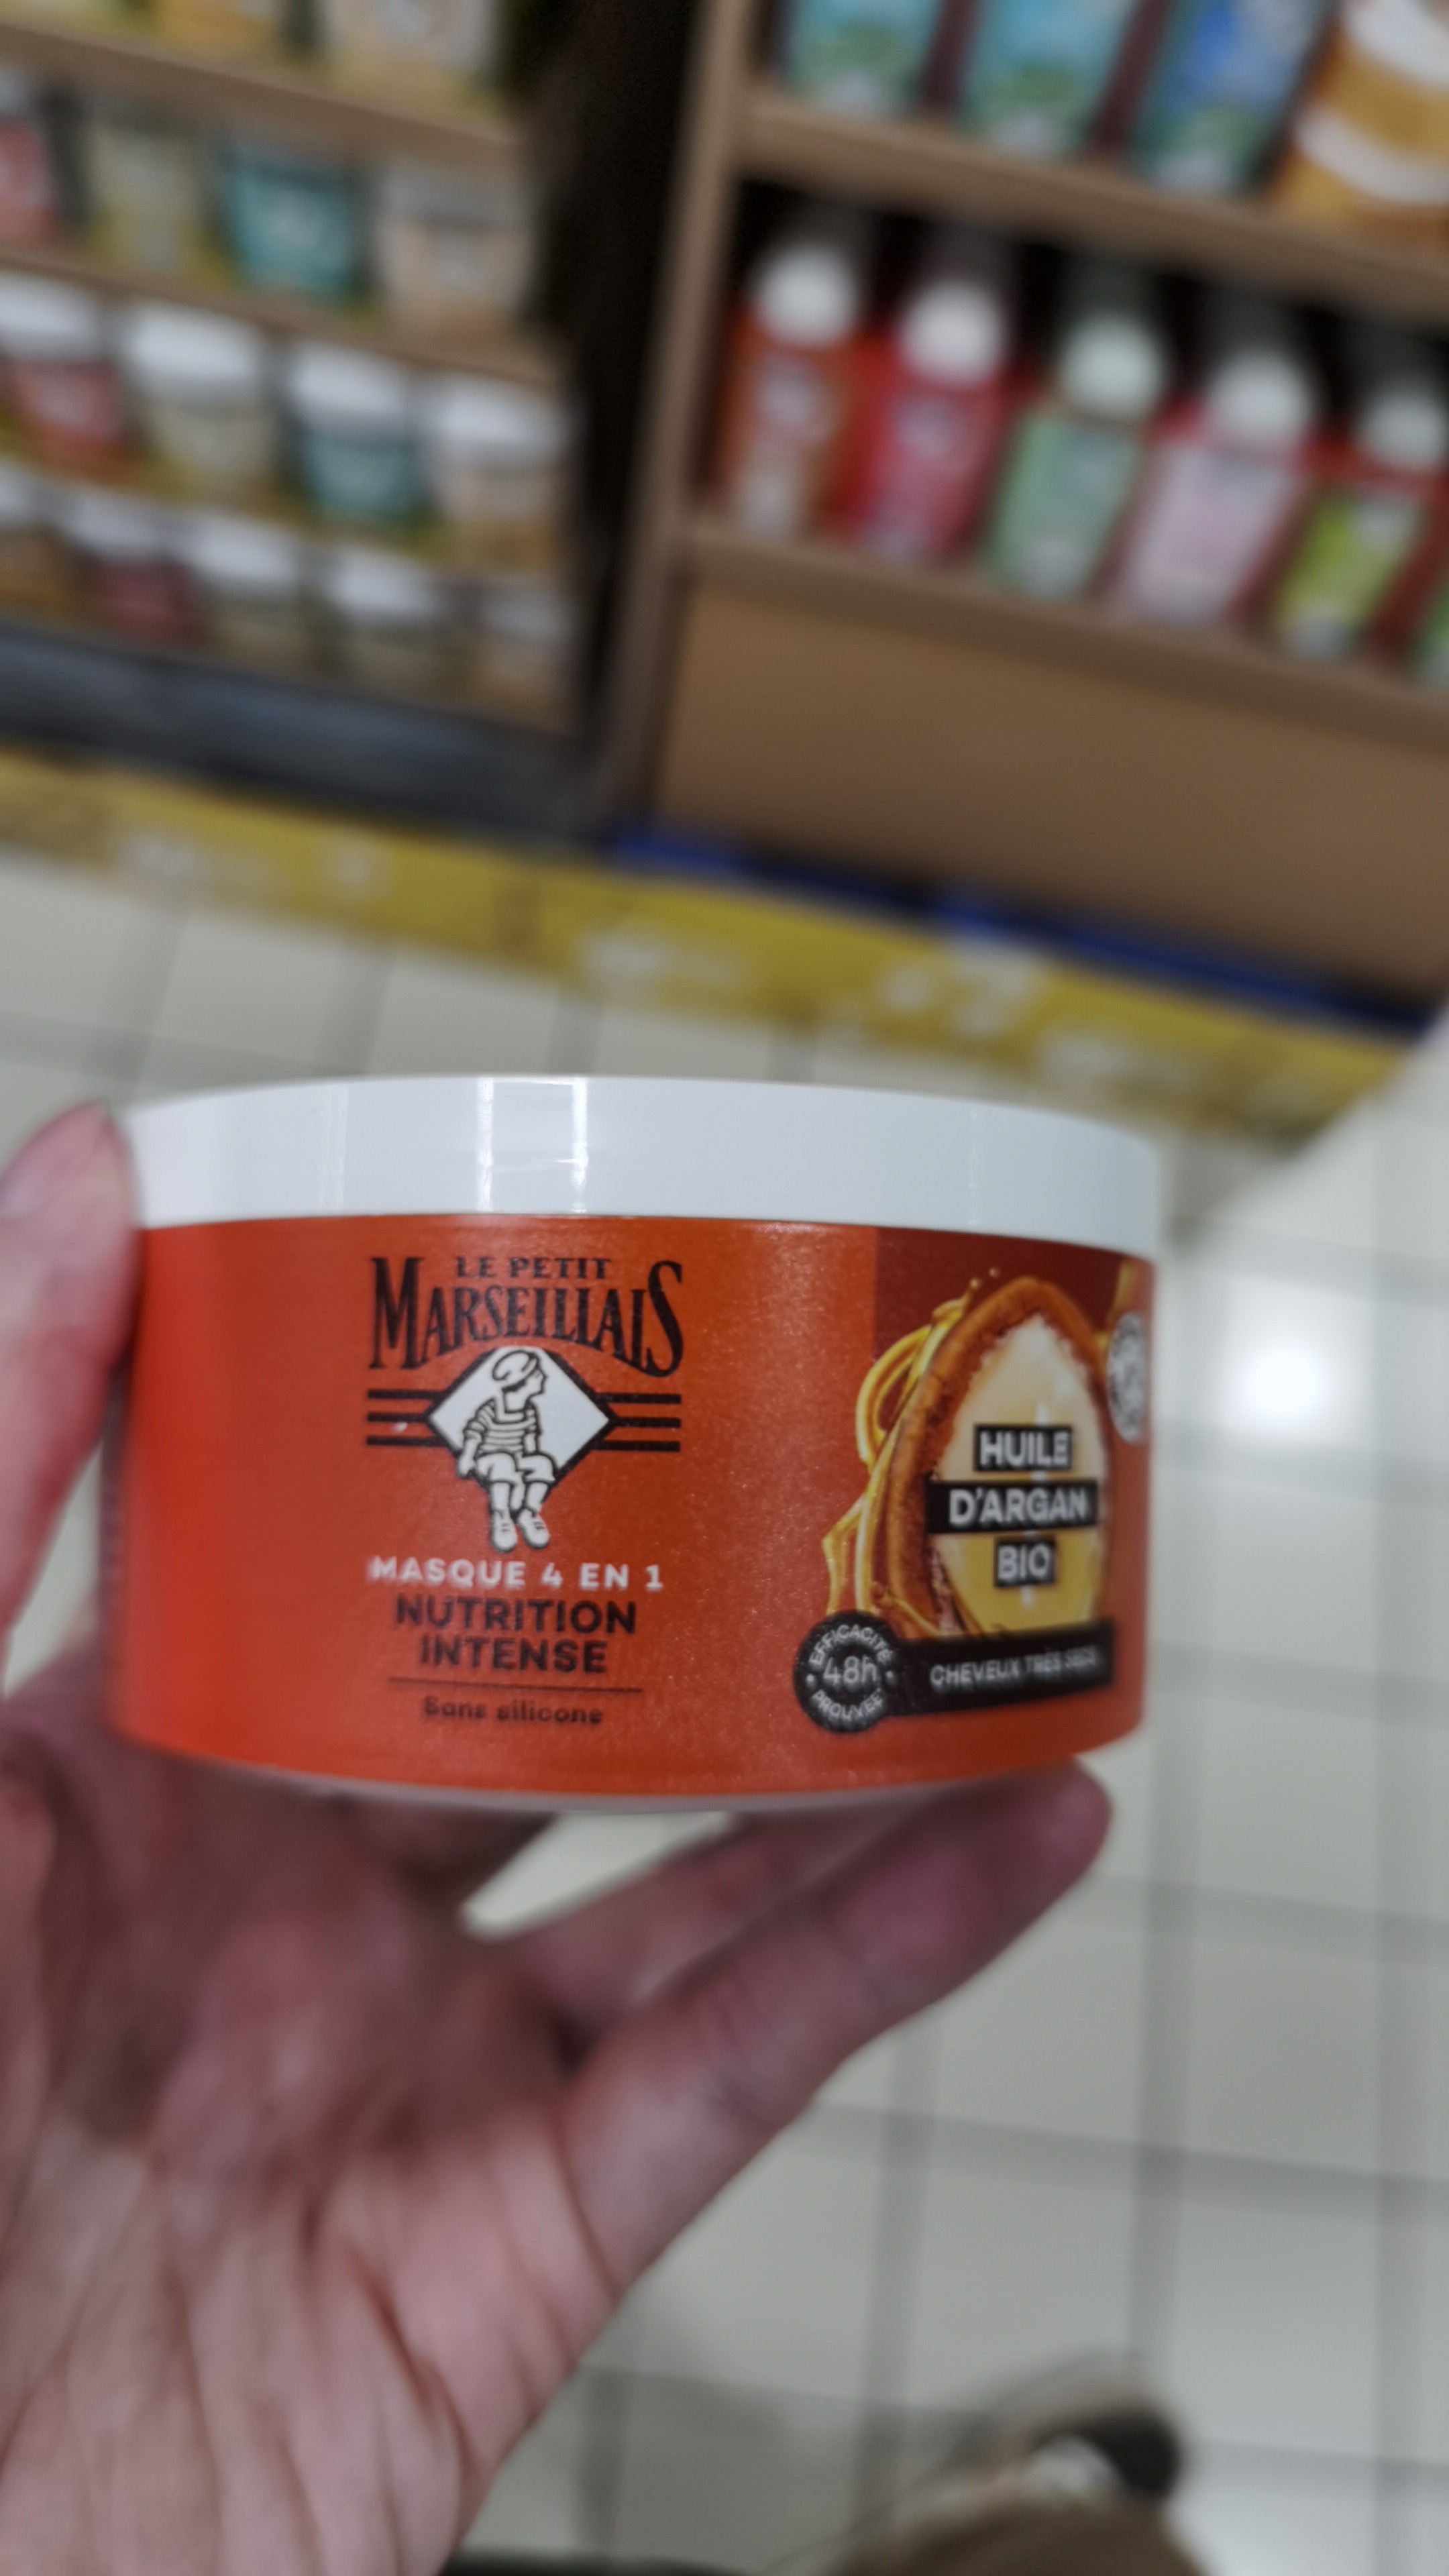 LE PETIT
MARSEILLAIS
MASQUE 4 EN 1
NUTRITION
INTENSE
Sans silicone
HUILE
D'ARGAN
BIO
EFFICACITÉ
48h
PROUVÉE
CHEVEUX TRÈS SECS